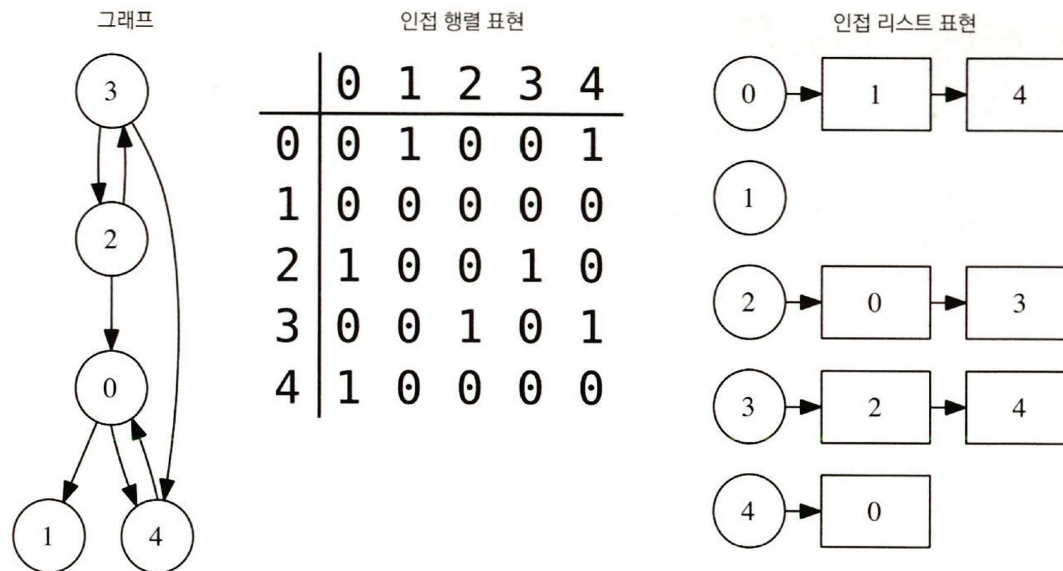 그래프
3
2
0
1 4
인접 행렬 표현
0 1 2 3 4
0 0 1 0 0 1
1 0 0 0 0 0
2 1 0 0 1 0
3 0 0 1 0 1
4 1 0 0 0 0
인접 리스트 표현
0 1 4
1
2 0 3
3 2 4
4 0